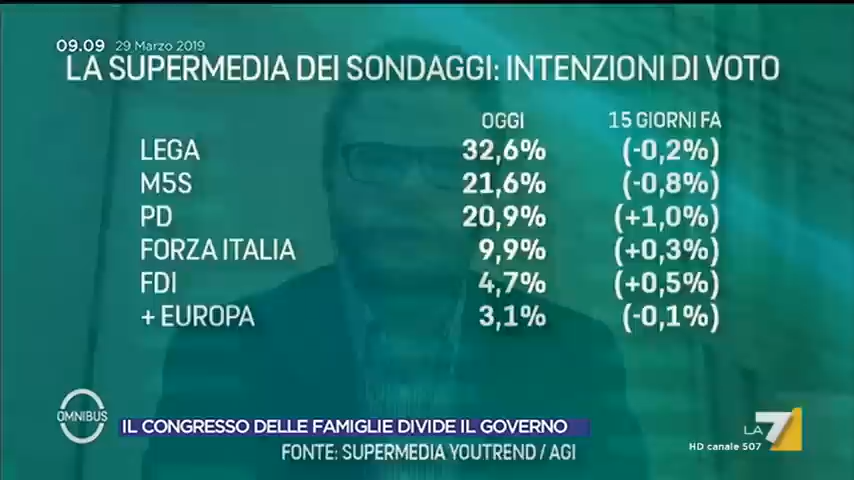 09.09 29 Marzo 2019
LA SUPERMEDIA DEI SONDAGGI: INTENZIONI DI VOTO
OGGI 15 GIORNI FA
LEGA 32,6% (-0,2%)
M5S 21,6% (-0,8%)
PD 20,9% (+1,0%)
FORZA ITALIA 9,9% (+0,3%)
FDI 4,7% (+0,5%)
+ EUROPA 3,1% (-0,1%)
OMNIBUS
IL CONGRESSO DELLE FAMIGLIE DIVIDE IL GOVERNO
FONTE: SUPERMEDIA YOUTREND / AGI
LA 7
HD canale 507